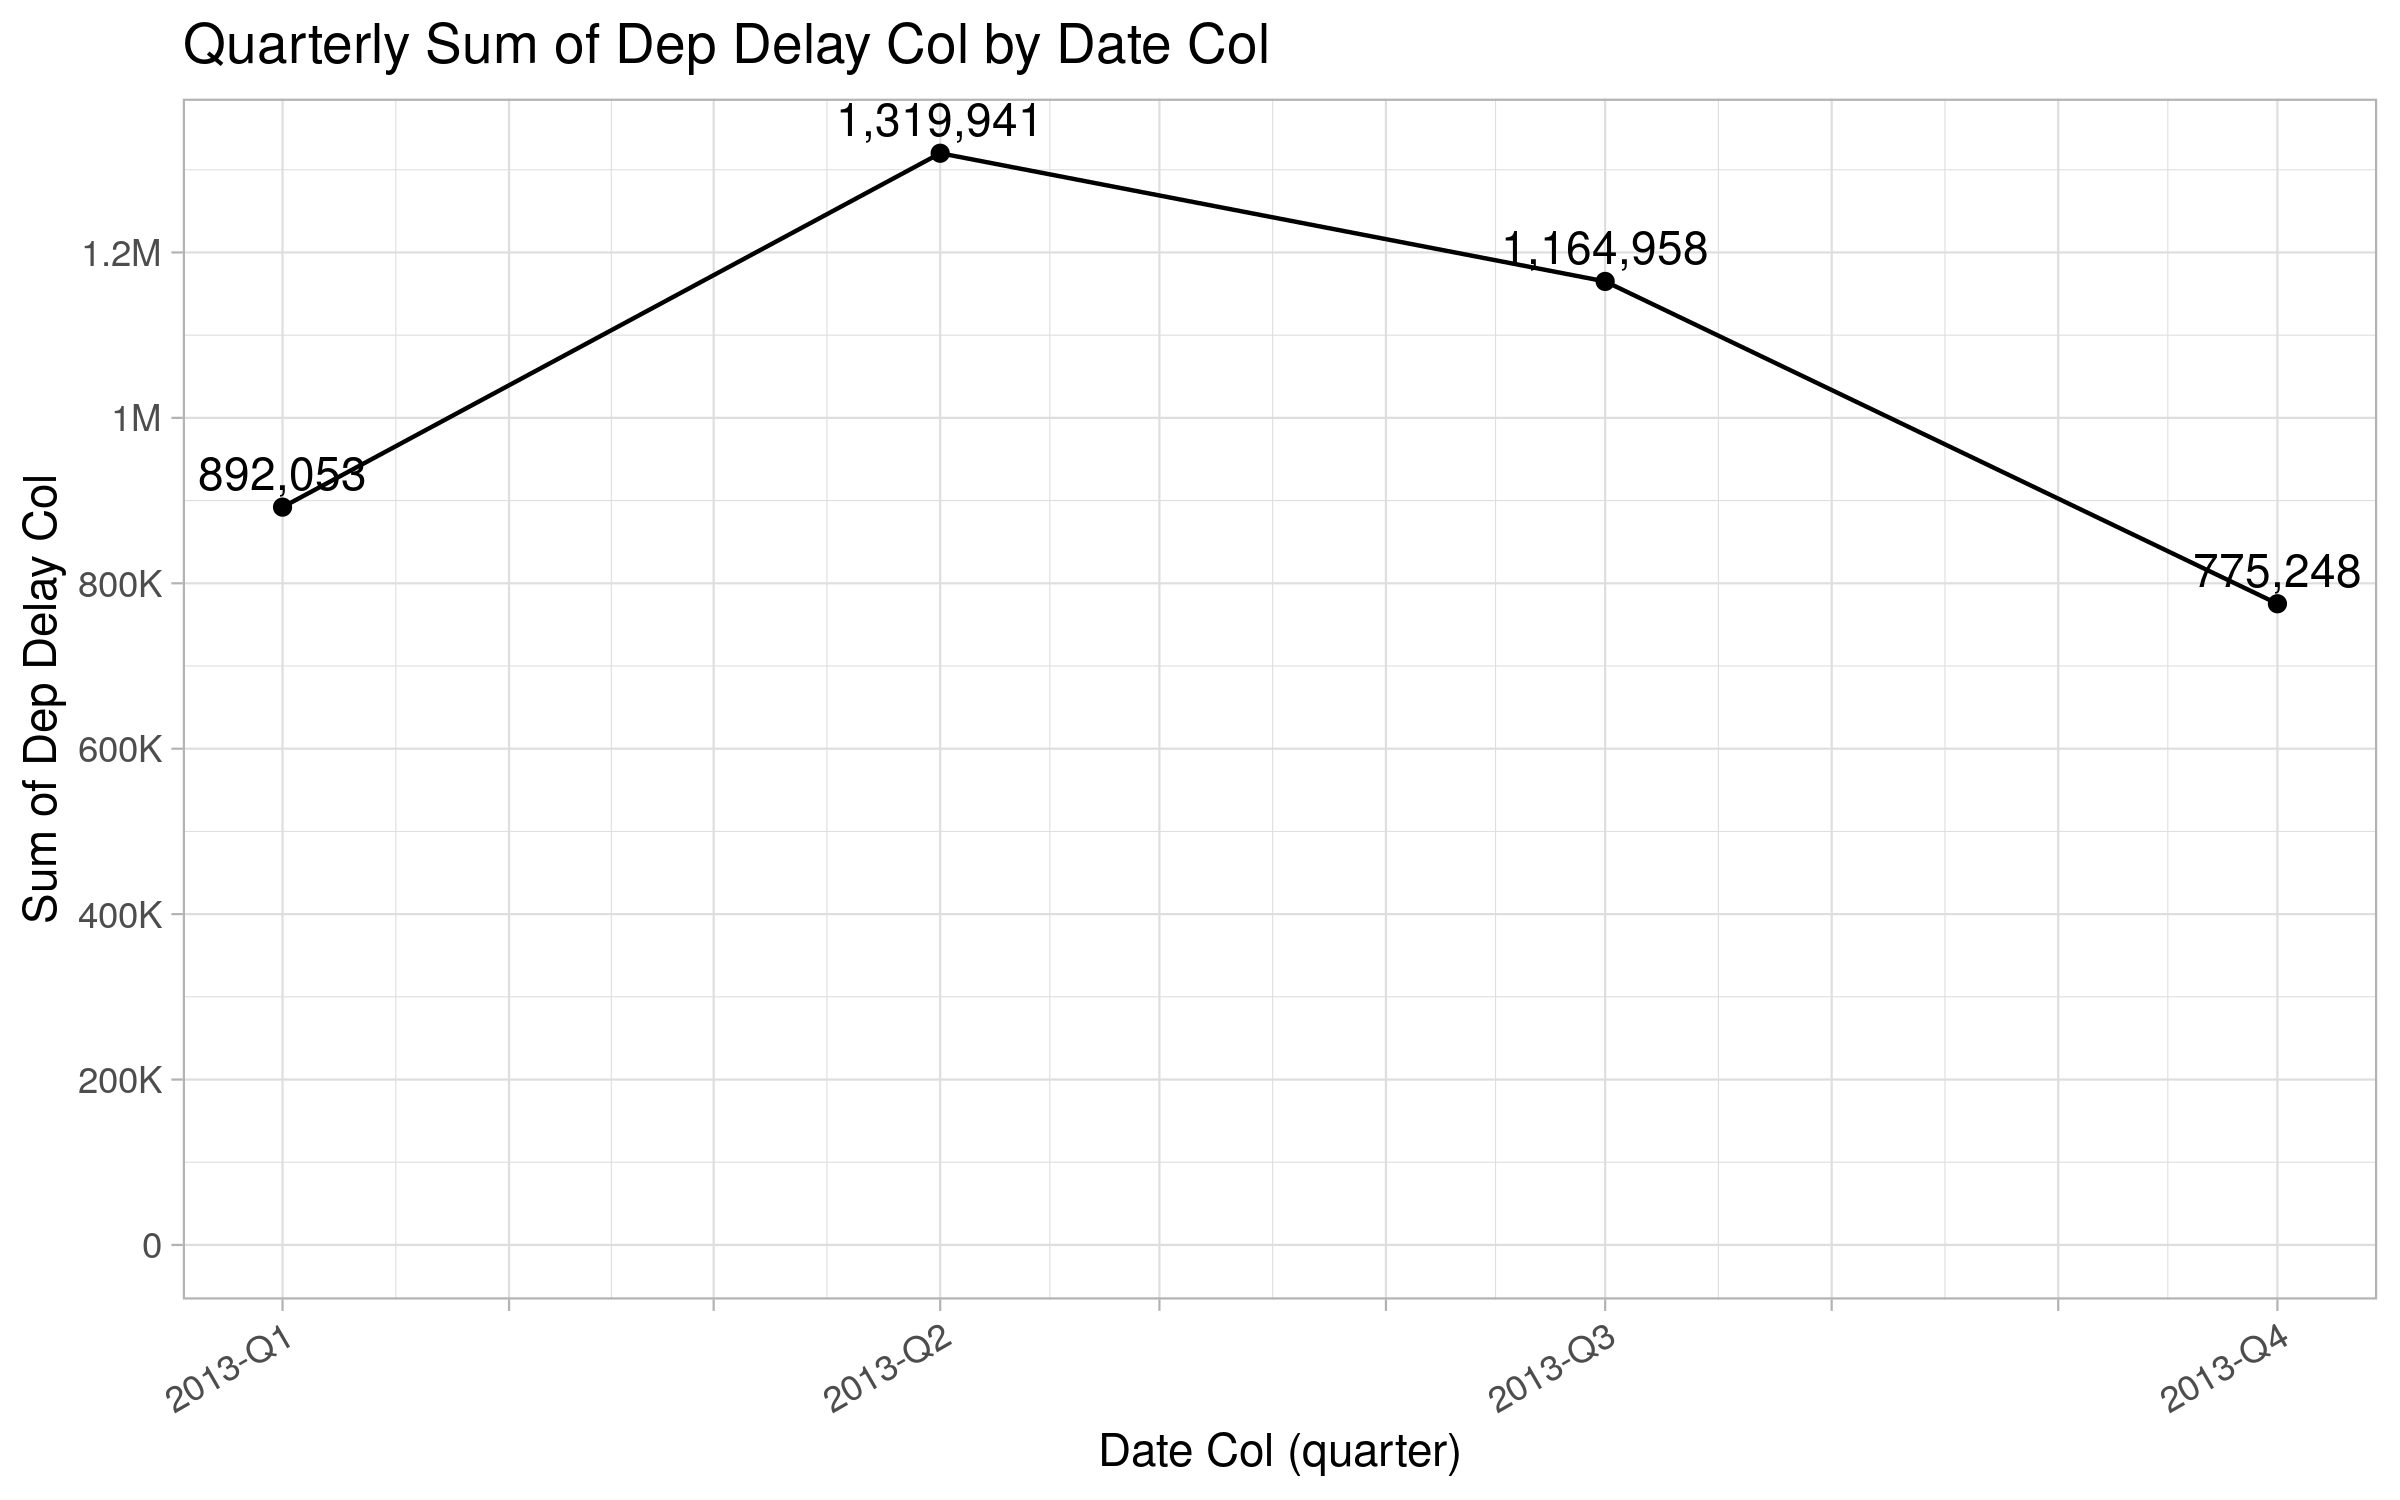 Quarterly Sum of Dep Delay Col by Date Col
1,319,941
1,164,958
892,053
775,248
Sum of Dep Delay Col
1.2M
1M
800K
600K
400K
200K
0
2013-Q1
2013-Q2
2013-Q3
2013-Q4
Date Col (quarter)